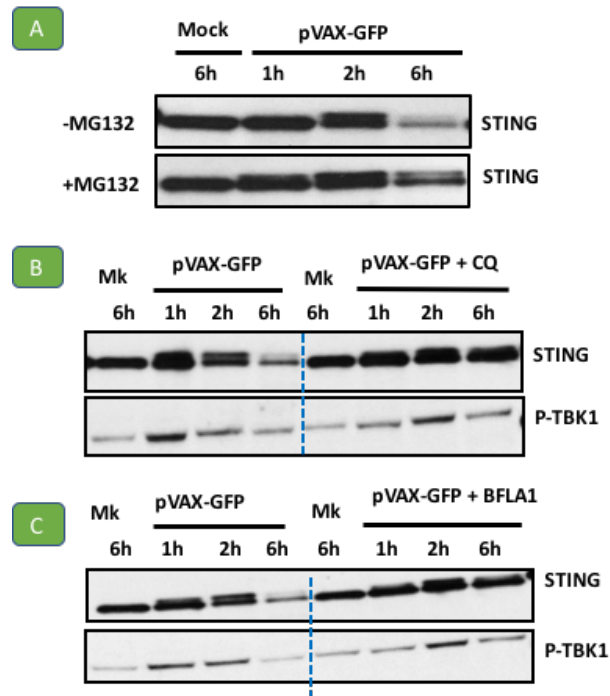 A
Mock pVAX-GFP
6h 1h 2h 6h
-MG132 STING
+MG132 STING
B
Mk pVAX-GFP Mk pVAX-GFP + CQ
6h 1h 2h 6h 6h 1h 2h 6h
STING
P-TBK1
C
Mk pVAX-GFP Mk pVAX-GFP + BFLA1
6h 1h 2h 6h 6h 1h 2h 6h
STING
P-TBK1